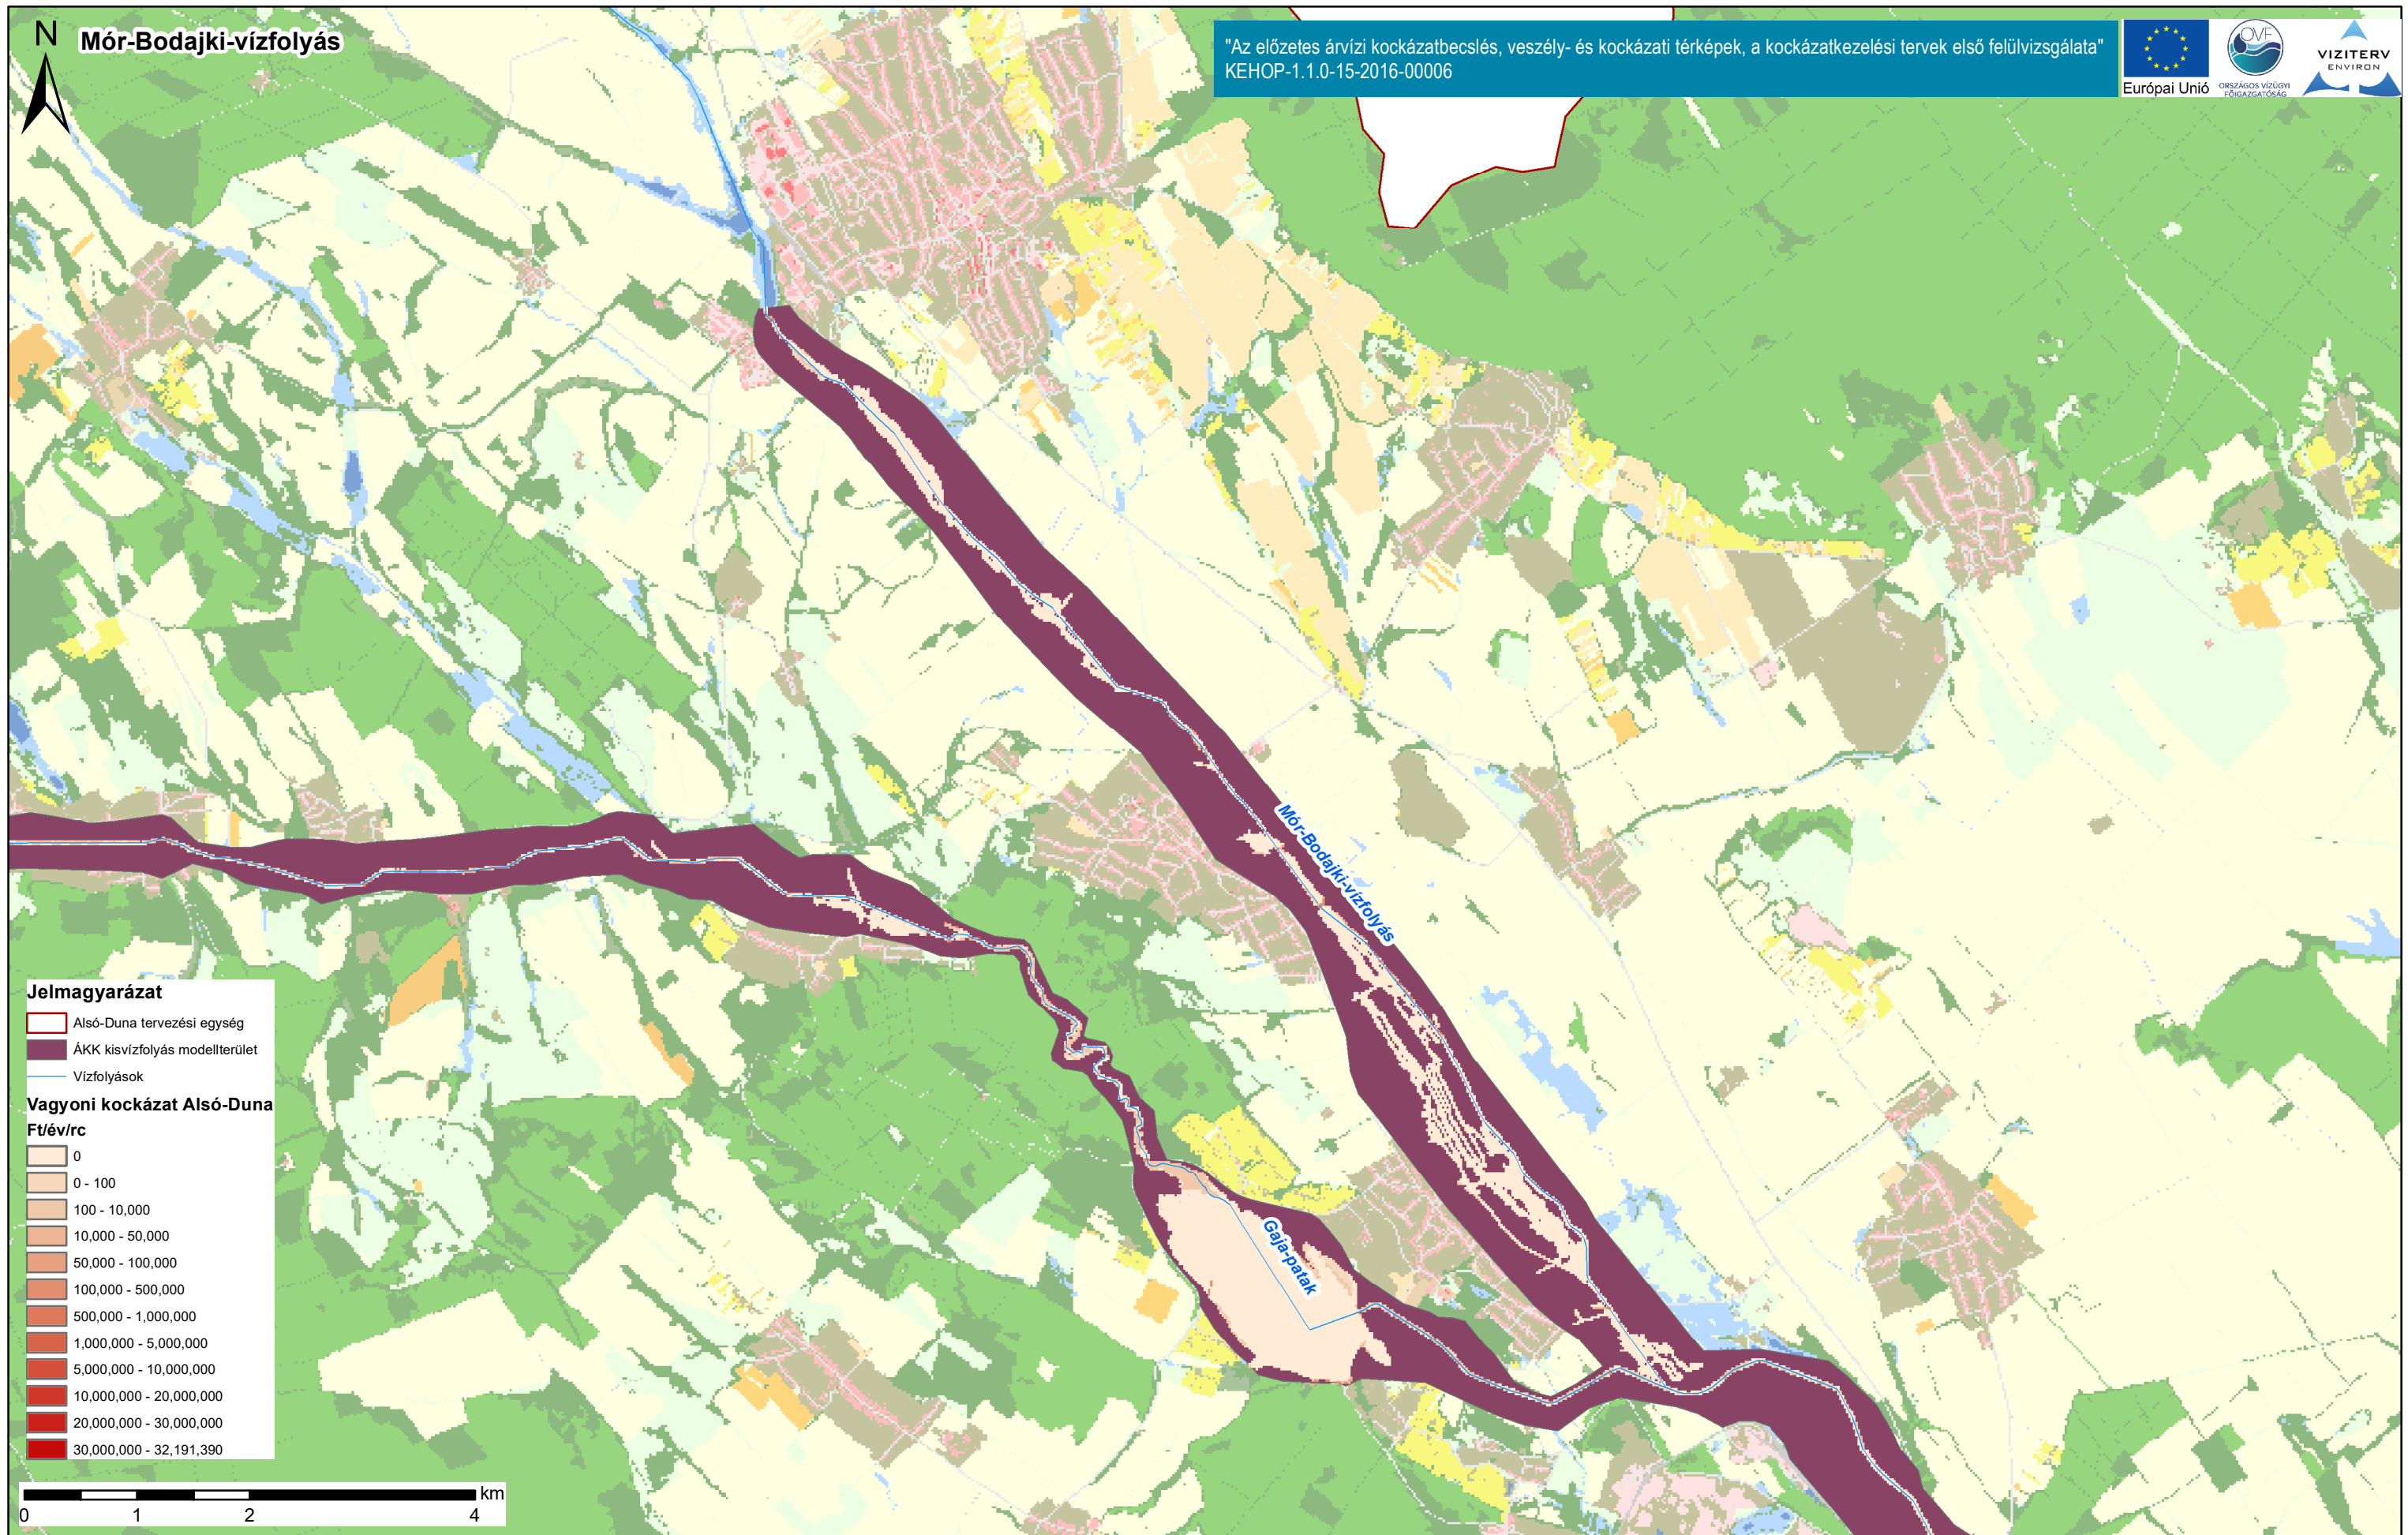 N
Mór-Bodajki-vízfolyás
"Az előzetes árvízi kockázatbecslés, veszély- és kockázati térképek, a kockázatkezelési tervek első felülvizsgálata"
KEHOP-1.1.0-15-2016-00006
Európai Unió
OVF
ORSZÁGOS VÍZÜGYI
FŐIGAZGATÓSÁG
VIZITERV
ENVIRON
Mór-Bodajki-vízfolyás
Gaja-patak
Jelmagyarázat
Alsó-Duna tervezési egység
ÁKK kisvízfolyás modellterület
Vízfolyások
Vagyoni kockázat Alsó-Duna
Ft/év/rc
0
0 - 100
100 - 10,000
10,000 - 50,000
50,000 - 100,000
100,000 - 500,000
500,000 - 1,000,000
1,000,000 - 5,000,000
5,000,000 - 10,000,000
10,000,000 - 20,000,000
20,000,000 - 30,000,000
30,000,000 - 32,191,390
km
0 1 2 4